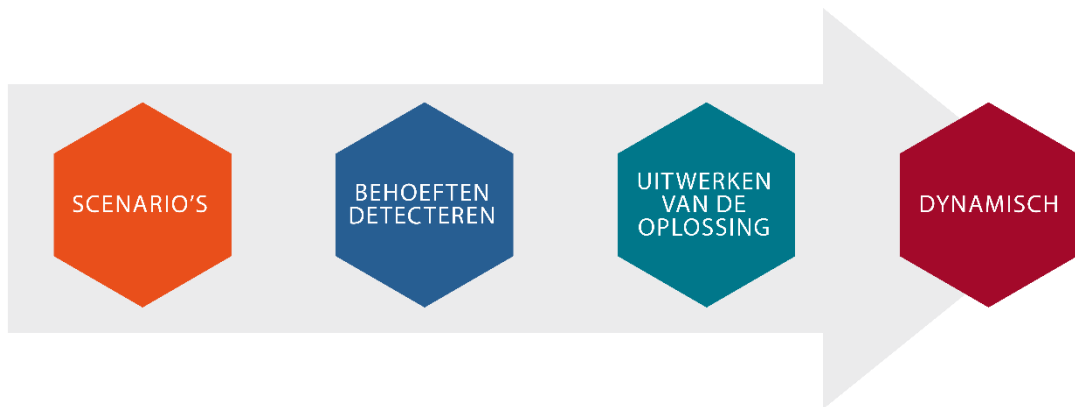 SCENARIO'S
BEHOEFTEN
DETECTEREN
UITWERKEN
VAN DE
OPLOSSING
DYNAMISCH